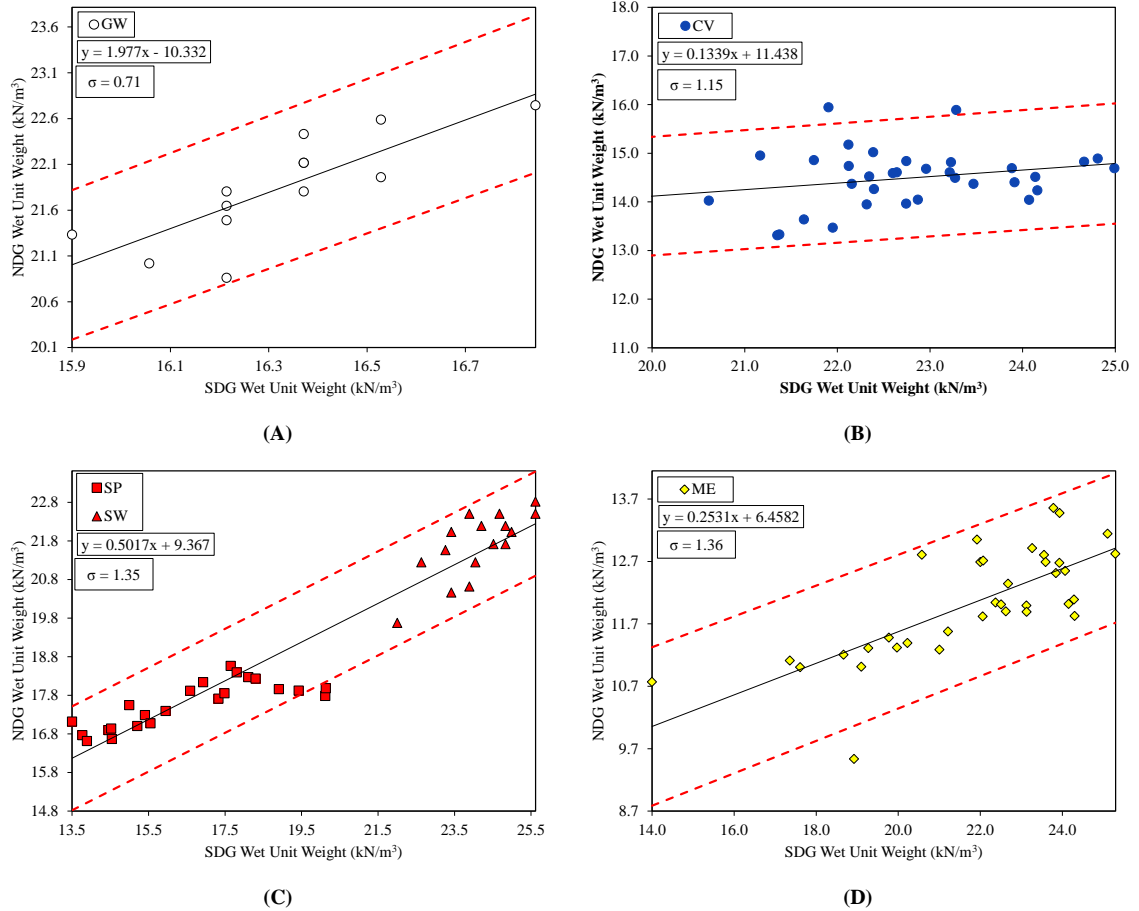 GW
y = 1.977x - 10.332
σ = 0.71
NDG Wet Unit Weight (kN/m³)
23.6
23.1
22.6
22.1
21.6
21.1
20.6
20.1
15.9 16.1 16.3 16.5 16.7
SDG Wet Unit Weight (kN/m³)
(A)
CV
y = 0.1339x + 11.438
σ = 1.15
NDG Wet Unit Weight (kN/m³)
18.0
17.0
16.0
15.0
14.0
13.0
12.0
11.0
20.0 21.0 22.0 23.0 24.0 25.0
SDG Wet Unit Weight (kN/m³)
(B)
SP
SW
y = 0.5017x + 9.367
σ = 1.35
NDG Wet Unit Weight (kN/m³)
22.8
21.8
20.8
19.8
18.8
17.8
16.8
15.8
14.8
13.5 15.5 17.5 19.5 21.5 23.5 25.5
SDG Wet Unit Weight (kN/m³)
(C)
ME
y = 0.2531x + 6.4582
σ = 1.36
NDG Wet Unit Weight (kN/m³)
13.7
12.7
11.7
10.7
9.7
8.7
14.0 16.0 18.0 20.0 22.0 24.0
SDG Wet Unit Weight (kN/m³)
(D)